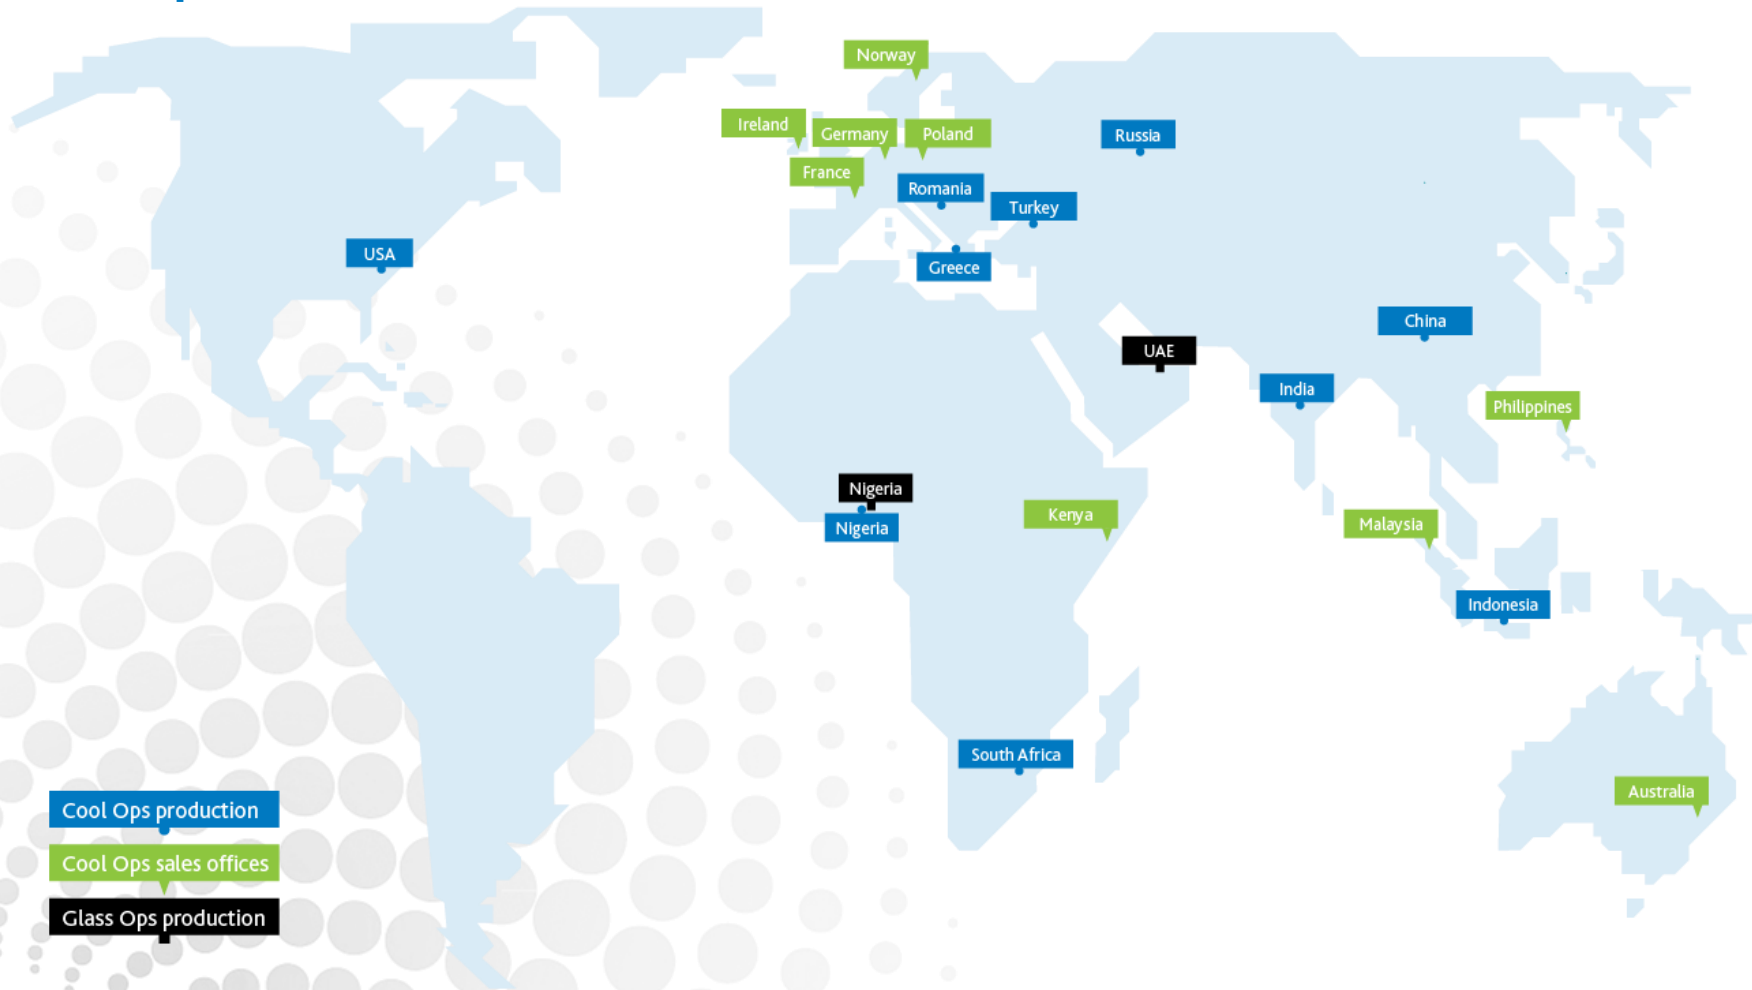 Norway
Ireland
Germany
Poland
Russia
France
Romania
Turkey
USA
Greece
China
UAE
India
Philippines
Nigeria
Kenya
Malaysia
Nigeria
Indonesia
South Africa
Australia
Cool Ops production
Cool Ops sales offices
Glass Ops production